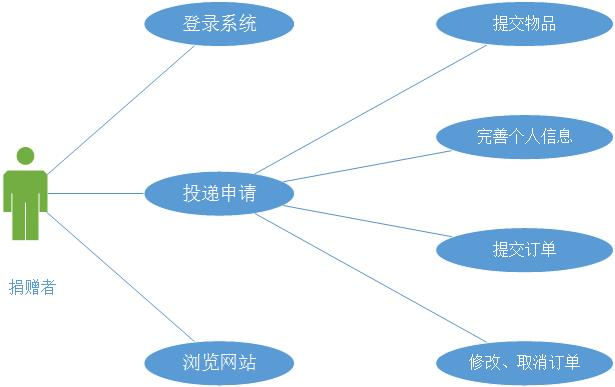 登录系统
提交物品
完善个人信息
投递申请
提交订单
捐赠者
浏览网站
修改、取消订单